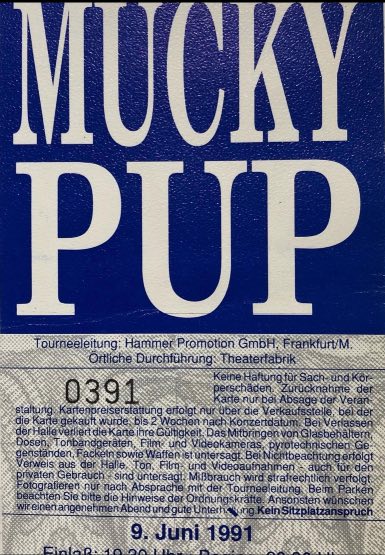 MUCKY
PUP
Tourneeleitung: Hammer Promotion GmbH, Frankfurt/M.
Örtliche Durchführung: Theaterfabrik
0391
Keine Haftung für Sach- und Kör-
perschäden. Zurücknahme der
Karte nur bei Absage der Veran-
staltung. Kartenpreiserstattung erfolgt nur über die Verkaufsstelle, bei der
die Karte gekauft wurde, bis 2 Wochen nach Konzertdatum. Bei Verlassen
der Halle verliert die Karte ihre Gültigkeit. Das Mitbringen von Glasbehältern,
Dosen, Tonbandgeräten, Film- und Videokameras, pyrotechnischen Ge-
genständen, Fackeln sowie Waffen ist untersagt. Bei Nichtbeachtung erfolgt
Verweis aus der Halle. Ton, Film- und Videoaufnahmen - auch für den
privaten Gebrauch - sind untersagt. Mißbrauch wird strafrechtlich verfolgt.
Fotografieren nur nach Absprache mit der Tourneeleitung. Beim Parken
beachten Sie bitte die Hinweise der Ordnungskräfte. Ansonsten wünschen
wir einen angenehmen Abend und gute Unterhaltung. Kein Sitzplatzanspruch
9. Juni 1991
Einlaß: 19.30 Uhr